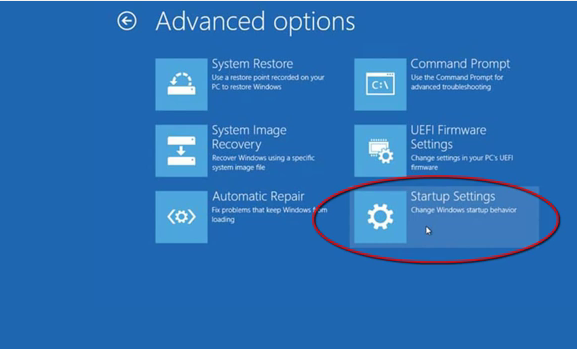 Advanced options
System Restore
Use a restore point recorded on your
PC to restore Windows
Command Prompt
Use the Command Prompt for
advanced troubleshooting
C:\
System Image
Recovery
Recover Windows using a specific
system image file
UEFI Firmware
Settings
Change settings in your PC's UEFI
firmware
Automatic Repair
Fix problems that keep Windows from
loading
Startup Settings
Change Windows startup behavior